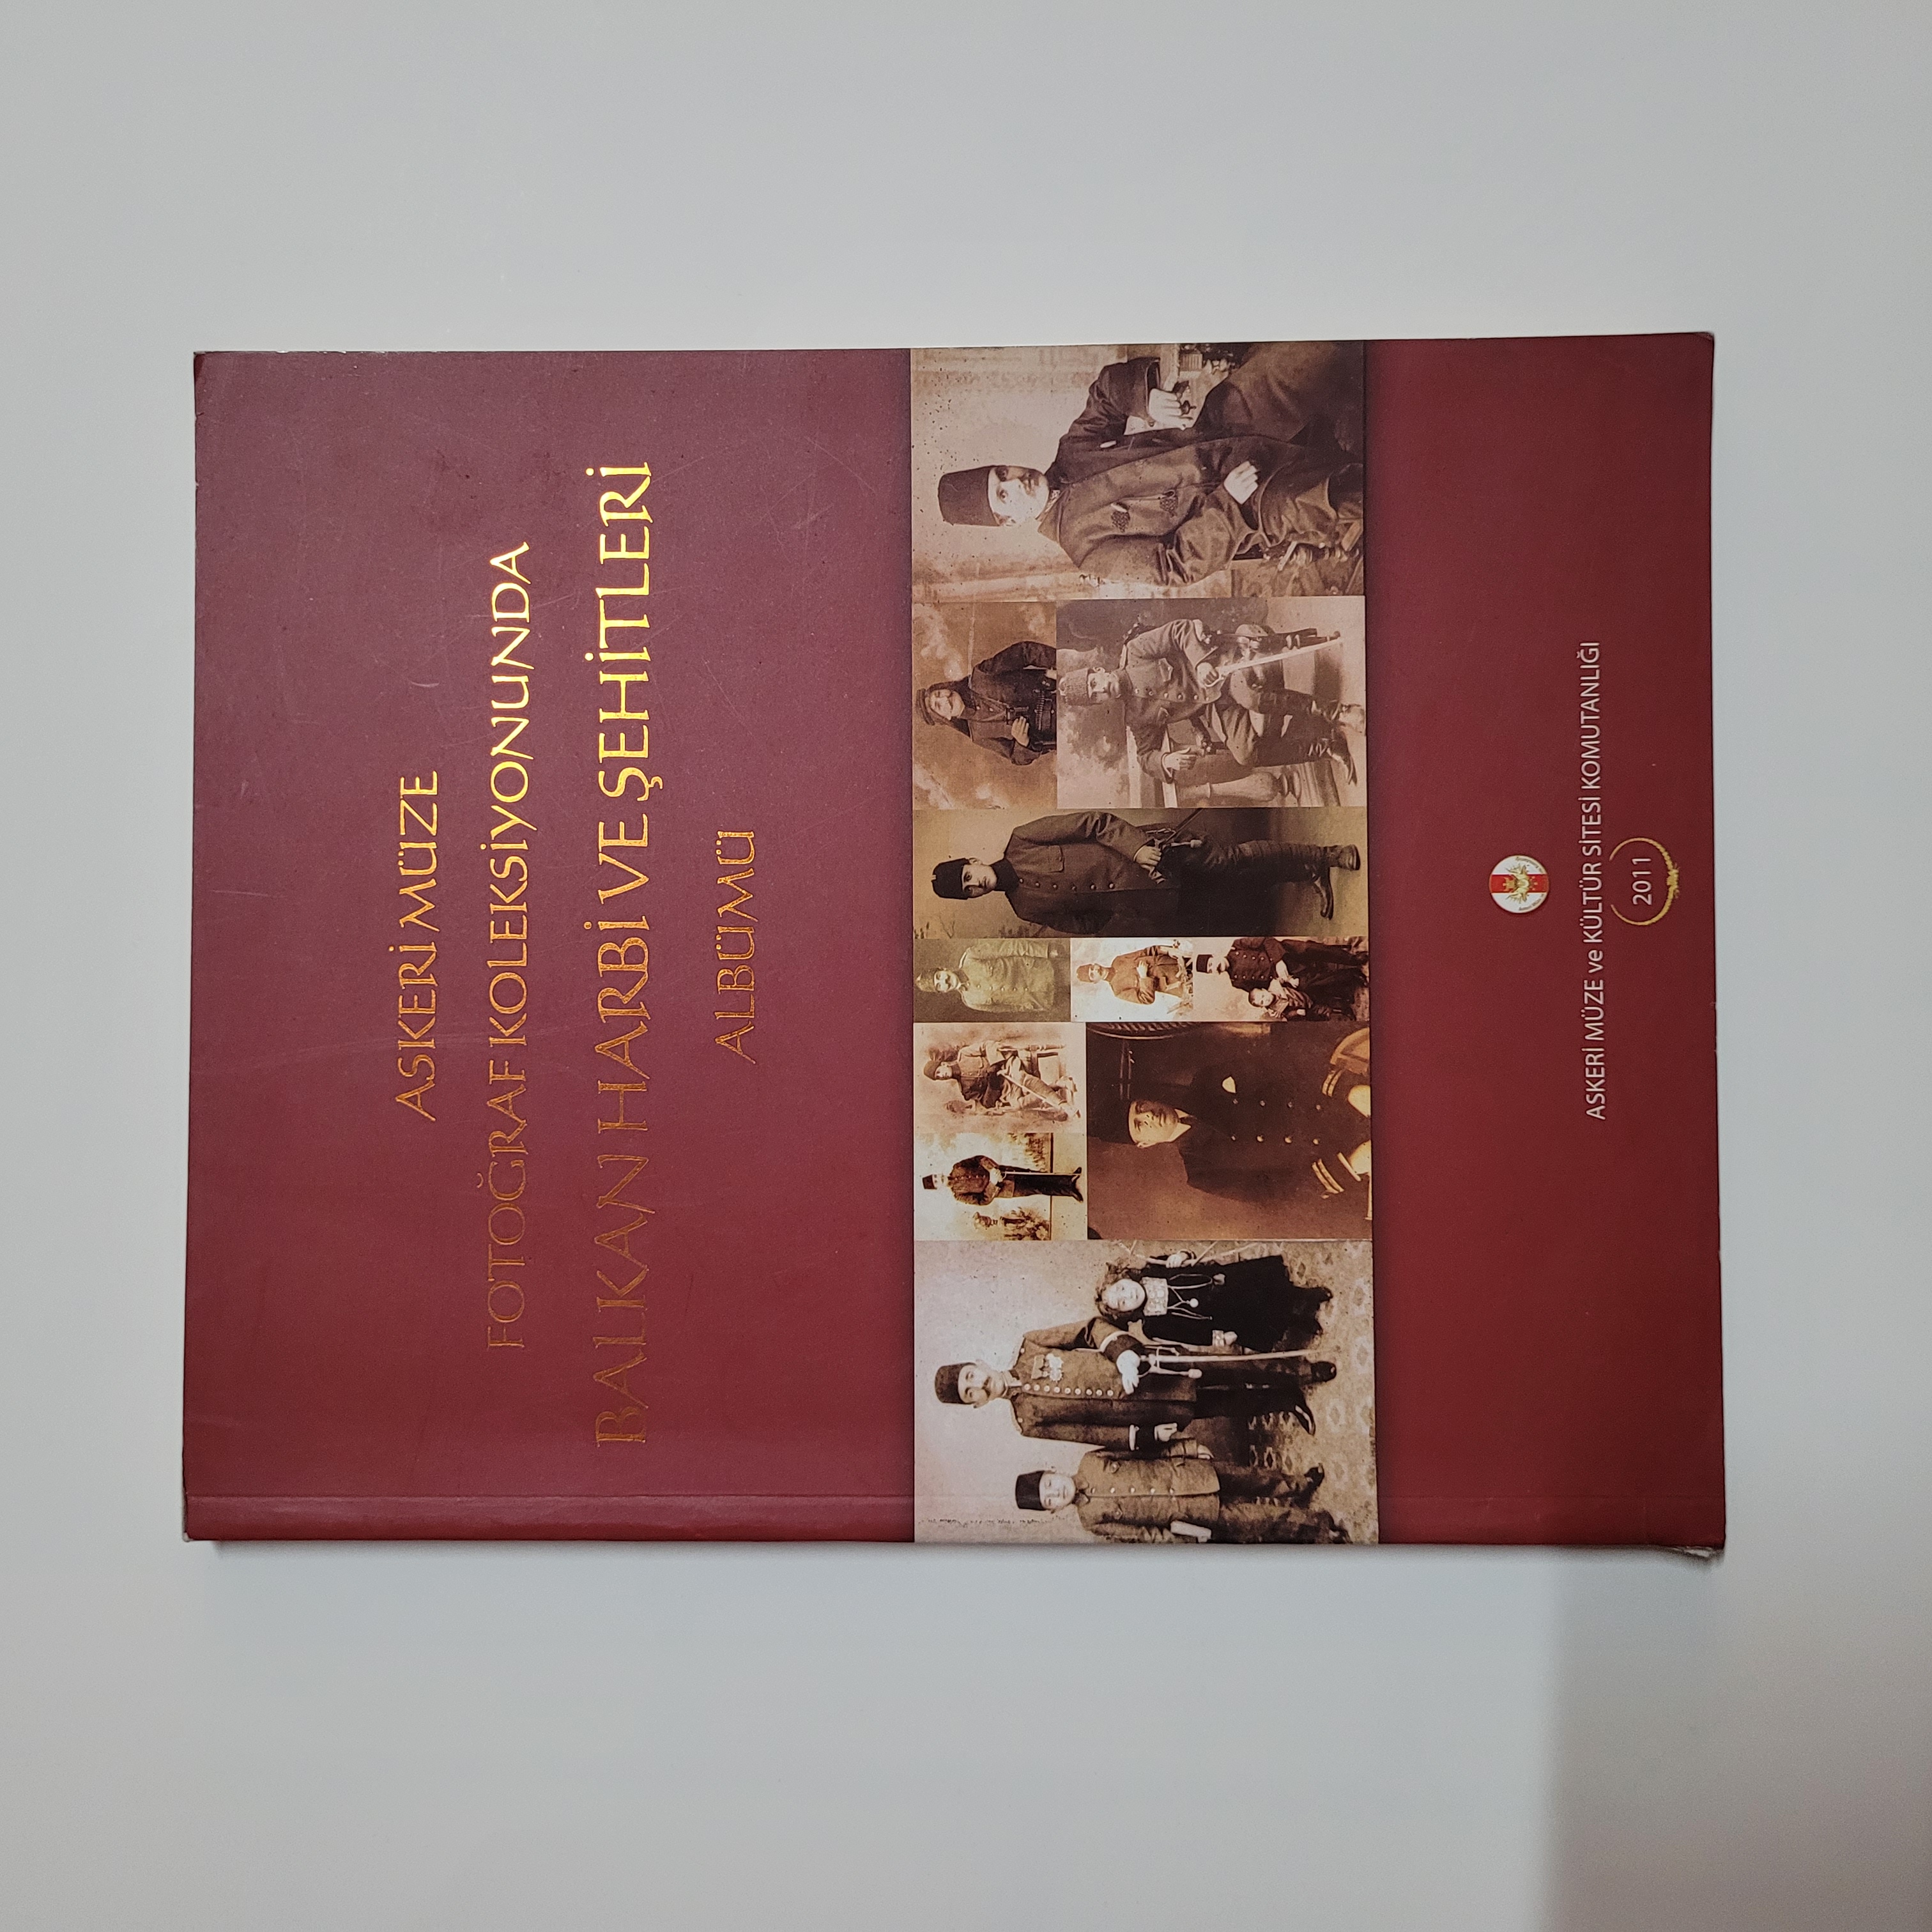 ASKERİ MÜZE
FOTOĞRAF KOLEKSİYONUNDA
BALKAN HARBİ VE ŞEHİTLERİ
ALBÜMÜ
ASKERİ MÜZE ve KÜLTÜR SİTESİ KOMUTANLIĞI
2011